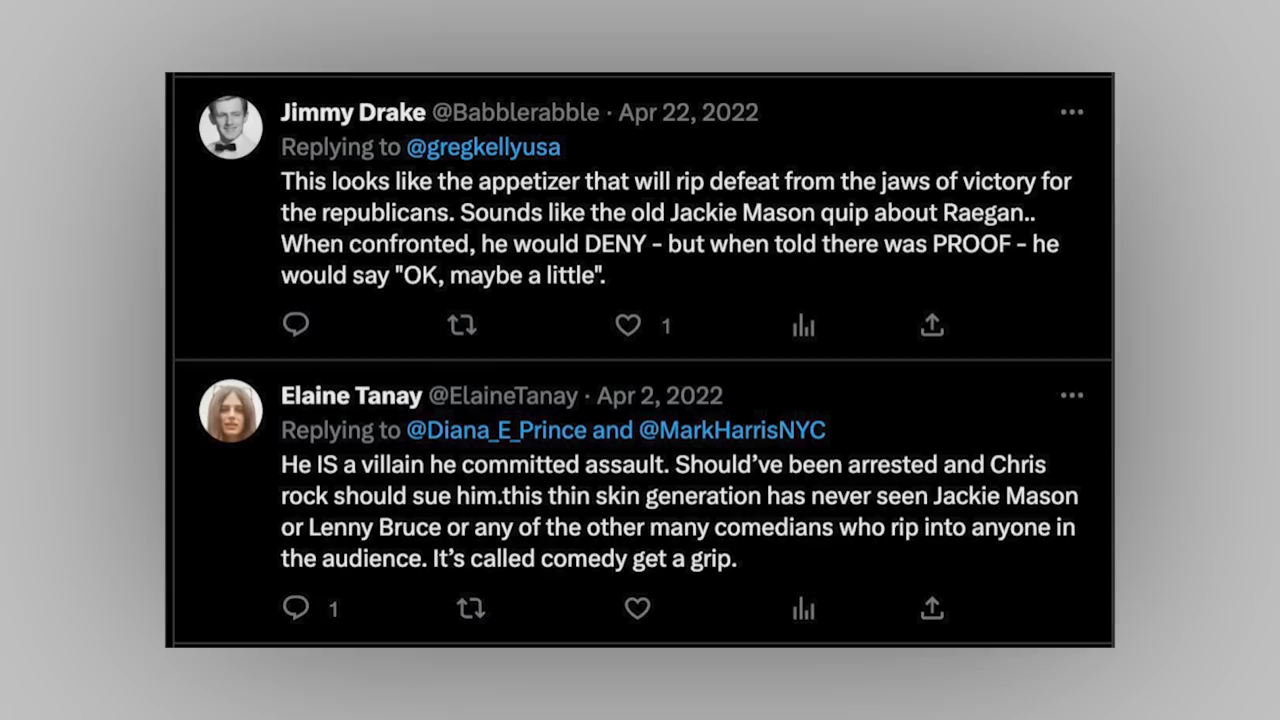 Jimmy Drake @Babblerabble · Apr 22, 2022
Replying to @gregkellyusa
This looks like the appetizer that will rip defeat from the jaws of victory for
the republicans. Sounds like the old Jackie Mason quip about Raegan..
When confronted, he would DENY - but when told there was PROOF - he
would say "OK, maybe a little".
1
Elaine Tanay @ElaineTanay · Apr 2, 2022
Replying to @Diana_E_Prince and @MarkHarrisNYC
He IS a villain he committed assault. Should’ve been arrested and Chris
rock should sue him.this thin skin generation has never seen Jackie Mason
or Lenny Bruce or any of the other many comedians who rip into anyone in
the audience. It’s called comedy get a grip.
1